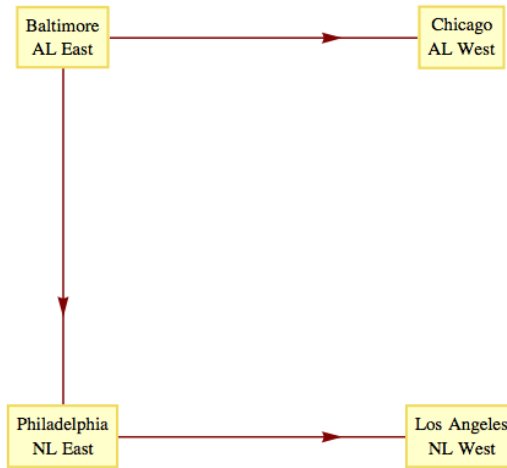 Baltimore
AL East
Chicago
AL West
Philadelphia
NL East
Los Angeles
NL West